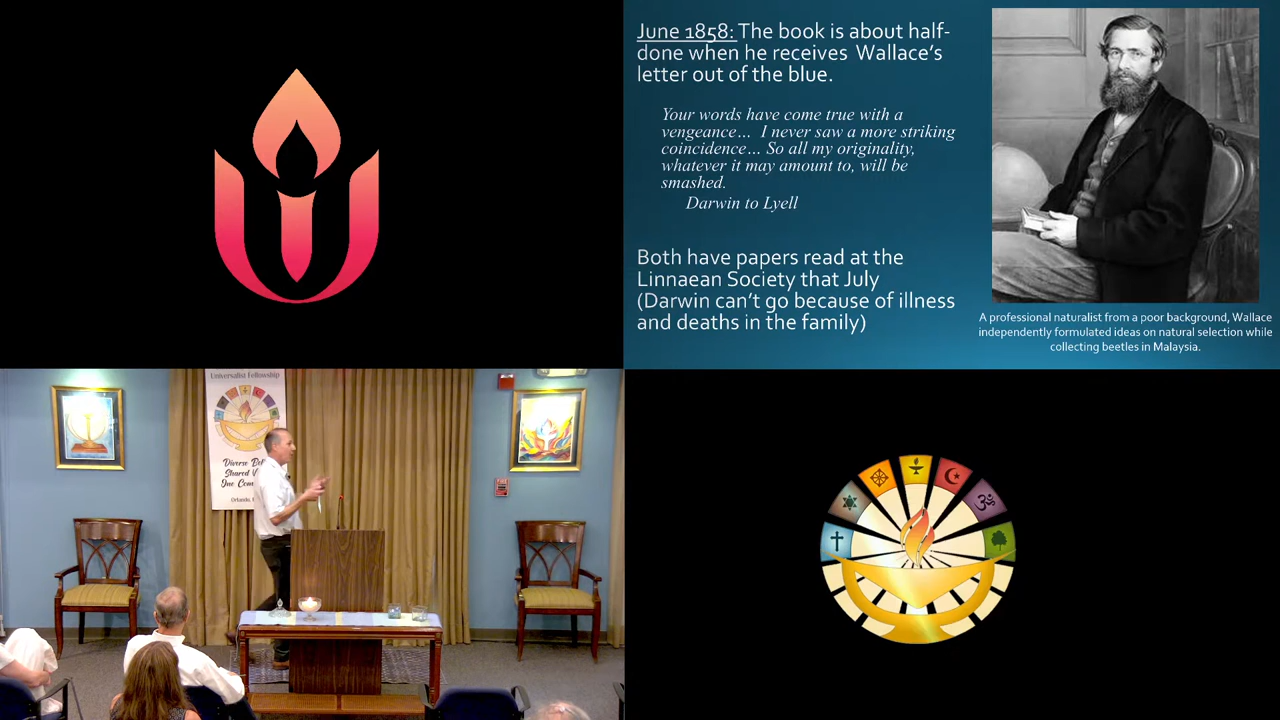 June 1858: The book is about half-
done when he receives Wallace's
letter out of the blue.
Your words have come true with a
vengeance… I never saw a more striking
coincidence… So all my originality,
whatever it may amount to, will be
smashed.
Darwin to Lyell
Both have papers read at the
Linnaean Society that July
(Darwin can't go because of illness
and deaths in the family)
A professional naturalist from a poor background, Wallace
independently formulated ideas on natural selection while
collecting beetles in Malaysia.
Universalist Fellowship
Diverse
Shared
One
Orlando,